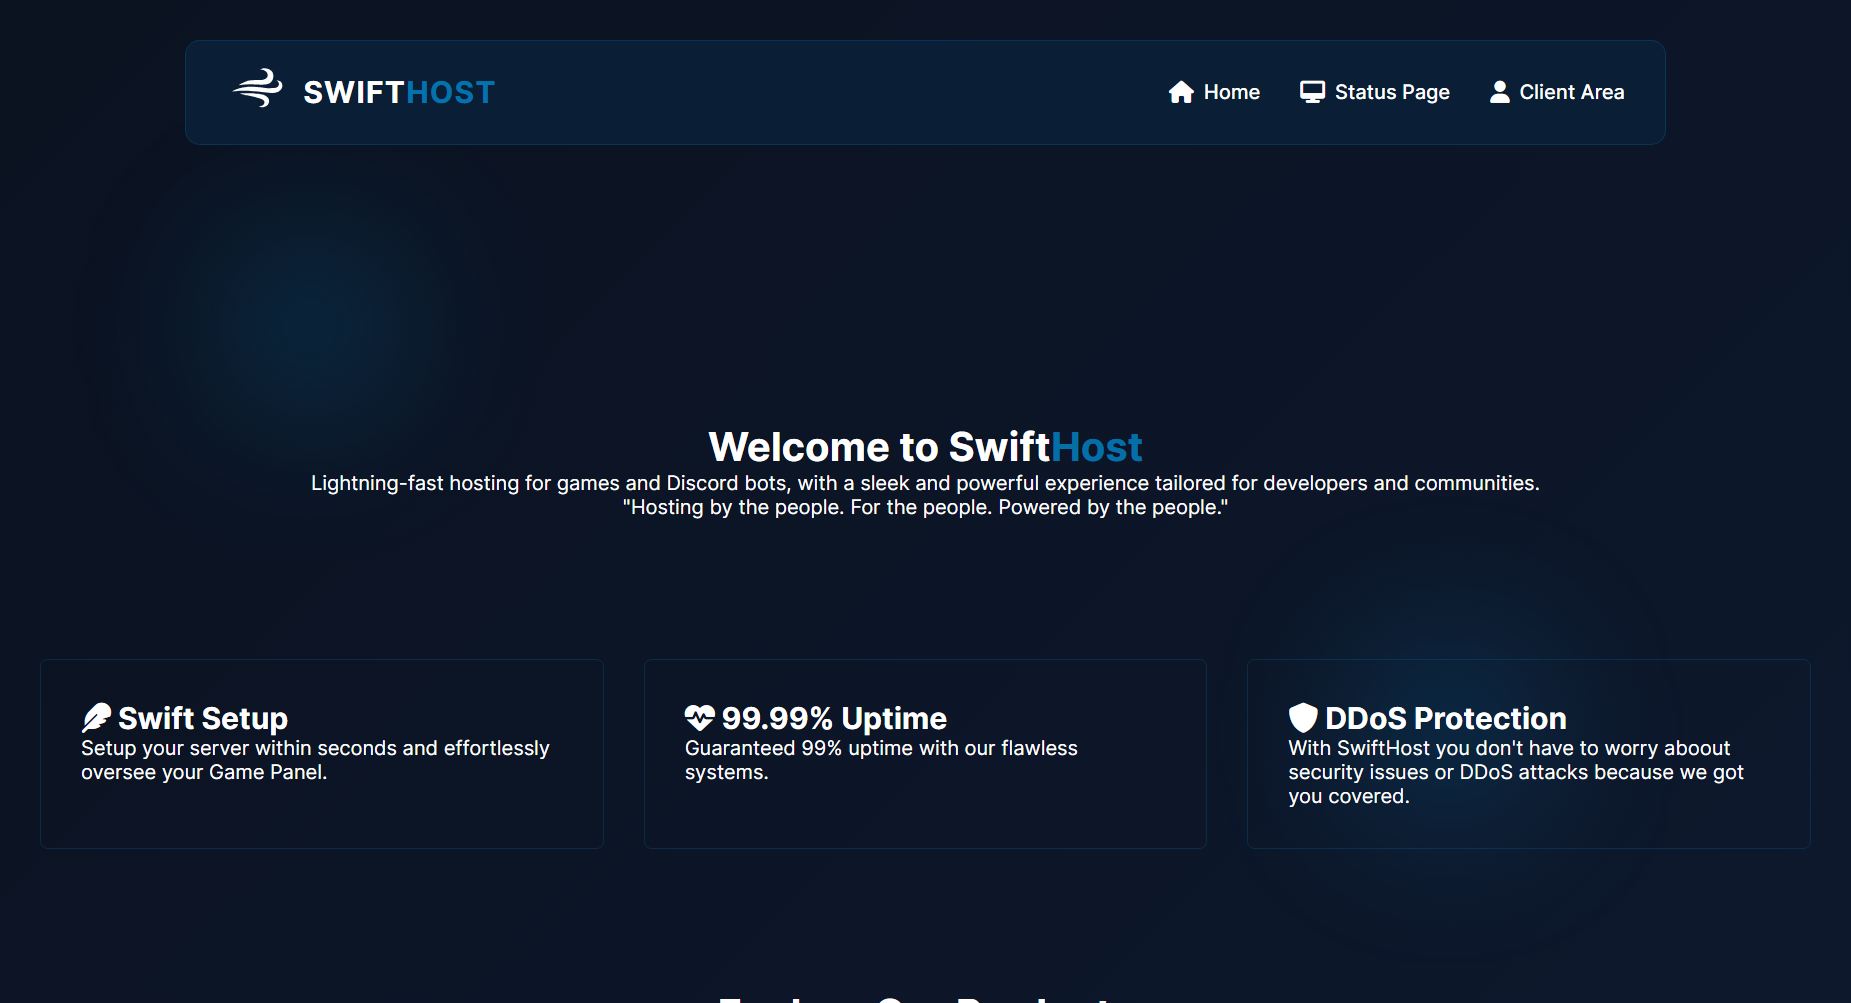 SWIFTHOST
Home
Status Page
Client Area
Welcome to SwiftHost
Lightning-fast hosting for games and Discord bots, with a sleek and powerful experience tailored for developers and communities.
"Hosting by the people. For the people. Powered by the people."
Swift Setup
Setup your server within seconds and effortlessly
oversee your Game Panel.
99.99% Uptime
Guaranteed 99% uptime with our flawless
systems.
DDoS Protection
With SwiftHost you don't have to worry aboout
security issues or DDoS attacks because we got
you covered.